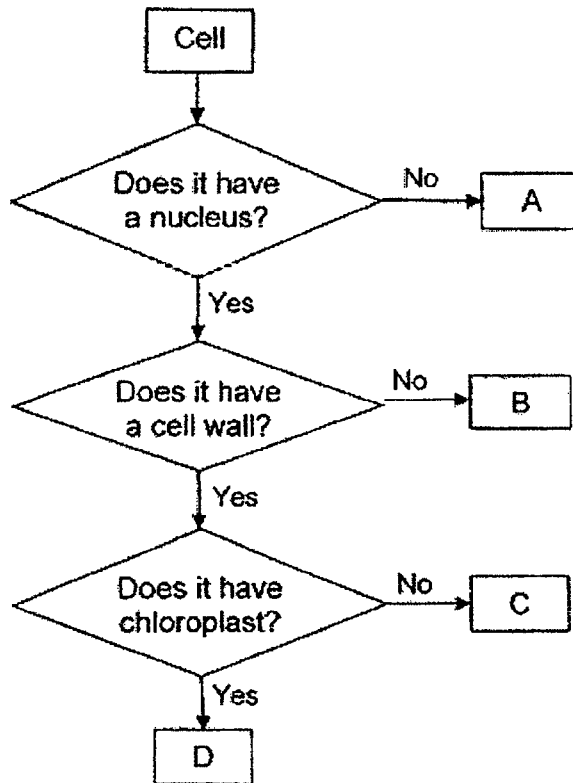 Cell
Does it have
a nucleus?
No
A
Yes
Does it have
a cell wall?
No
B
Yes
Does it have
chloroplast?
No
C
Yes
D